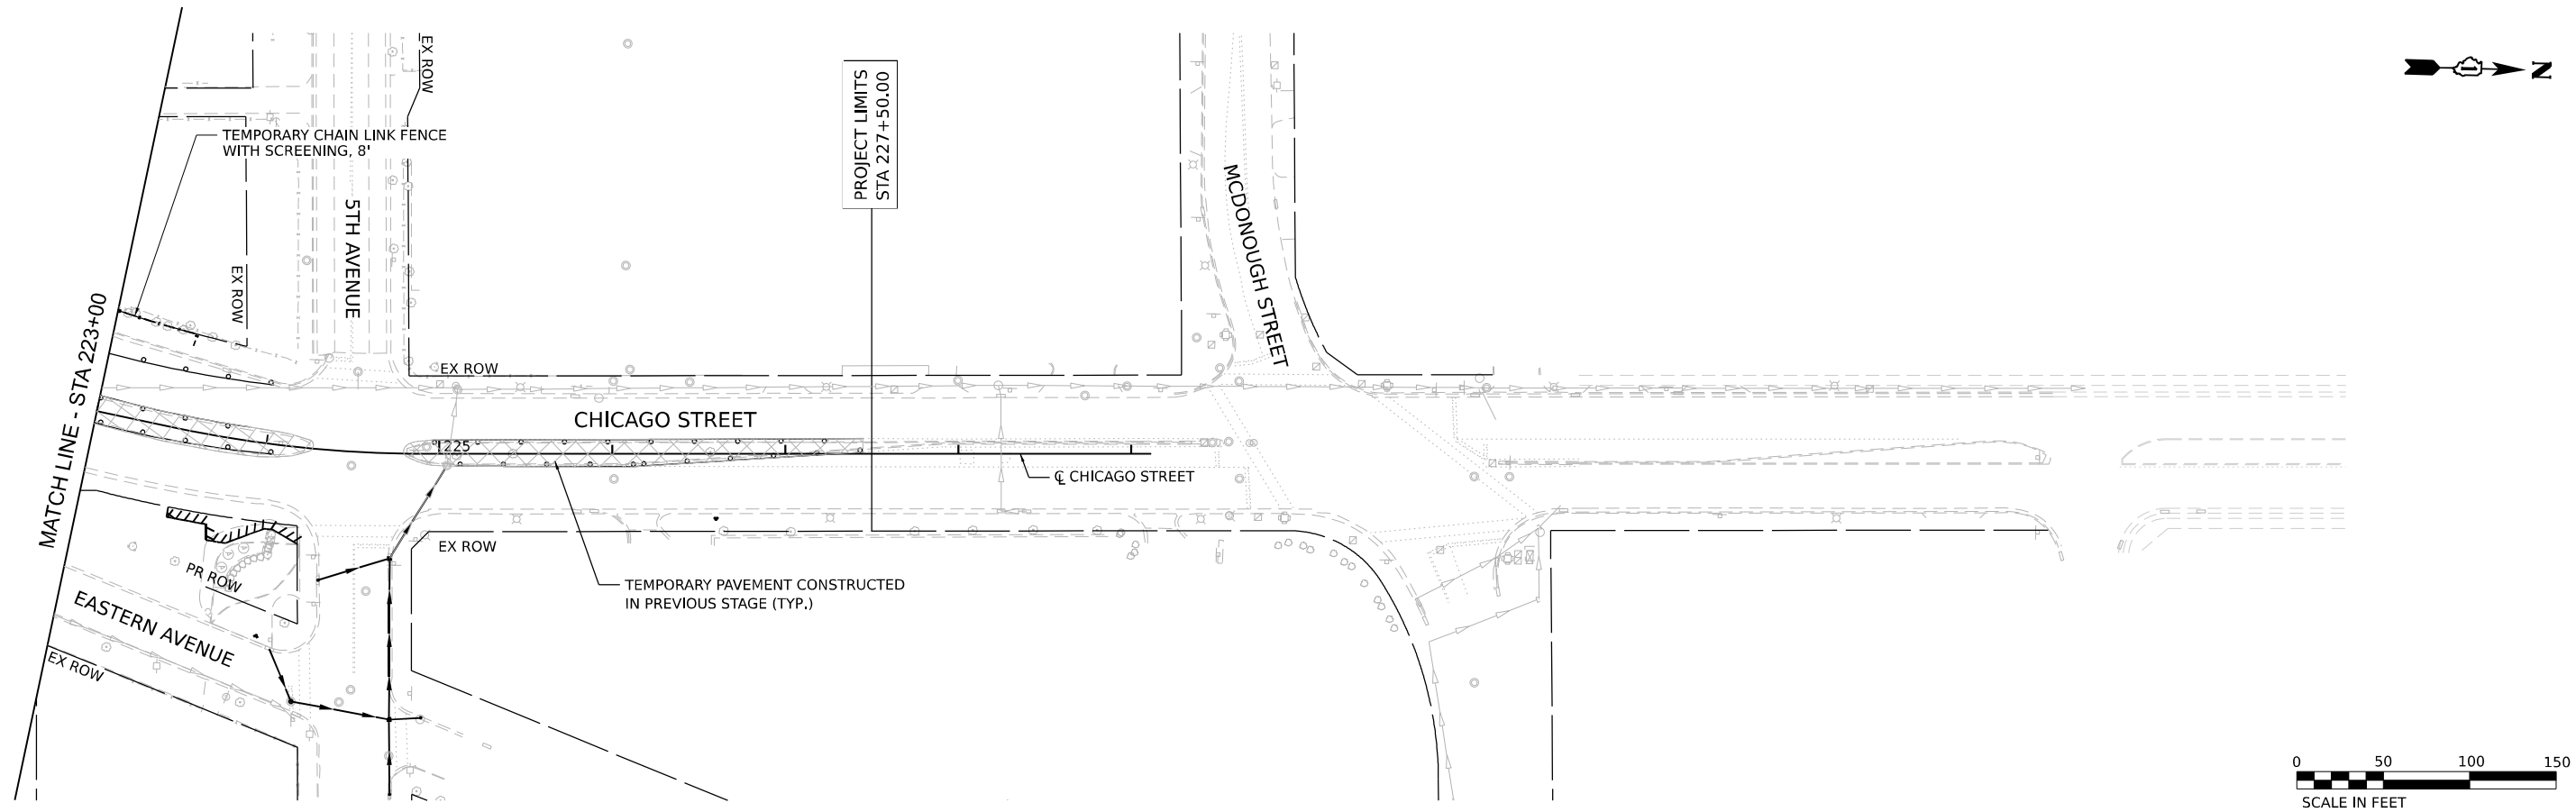 EX ROW
N
PROJECT LIMITS
STA 227+50.00
TEMPORARY CHAIN LINK FENCE
WITH SCREENING, 8'
5TH AVENUE
MCDONOUGH STREET
EX ROW
MATCH LINE - STA 223+00
EX ROW
CHICAGO STREET
225
℄ CHICAGO STREET
EX ROW
PR ROW
TEMPORARY PAVEMENT CONSTRUCTED
IN PREVIOUS STAGE (TYP.)
EASTERN AVENUE
EX ROW
0 50 100 150
SCALE IN FEET